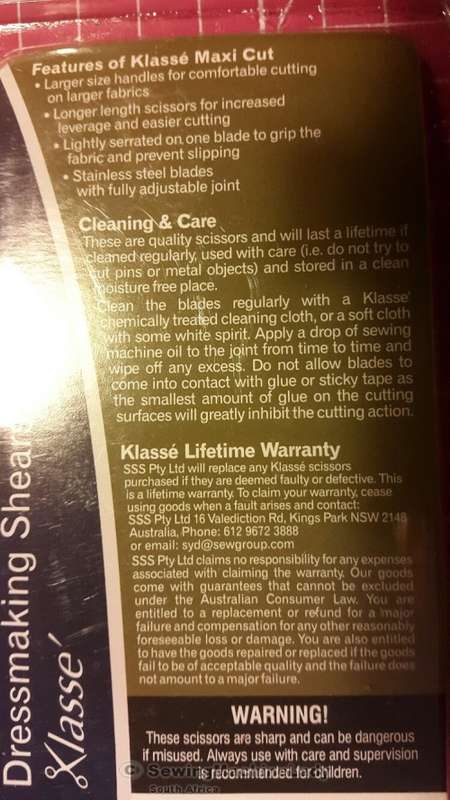 Features of Klassé Maxi Cut
• Larger size handles for comfortable cutting
on larger fabrics
• Longer length scissors for increased
leverage and easier cutting
• Lightly serrated on one blade to grip the
fabric and prevent slipping
• Stainless steel blades
with fully adjustable joint
Cleaning & Care
These are quality scissors and will last a lifetime if
cleaned regularly, used with care (i.e. do not try to
cut pins or metal objects) and stored in a clean
moisture free place.
Clean the blades regularly with a Klasse'
chemically treated cleaning cloth, or a soft cloth
with some white spirit. Apply a drop of sewing
machine oil to the joint from time to time and
wipe off any excess. Do not allow blades to
come into contact with glue or sticky tape as
the smallest amount of glue on the cutting
surfaces will greatly inhibit the cutting action.
Klassé Lifetime Warranty
SSS Pty Ltd will replace any Klassé scissors
purchased if they are deemed faulty or defective. This
is a lifetime warranty. To claim your warranty, cease
using goods when a fault arises and contact:
SSS Pty Ltd 16 Valediction Rd, Kings Park NSW 2148
Australia, Phone: 612 9672 3888
or email: syd@sewgroup.com
SSS Pty Ltd claims no responsibility for any expenses
associated with claiming the warranty. Our goods
come with guarantees that cannot be excluded
under the Australian Consumer Law. You are
entitled to a replacement or refund for a major
failure and compensation for any other reasonably
foreseeable loss or damage. You are also entitled
to have the goods repaired or replaced if the goods
fail to be of acceptable quality and the failure does
not amount to a major failure.
WARNING!
These scissors are sharp and can be dangerous
if misused. Always use with care and supervision
is recommended for children.
Dressmaking Shears
Klassé
© Sewing
South Africa